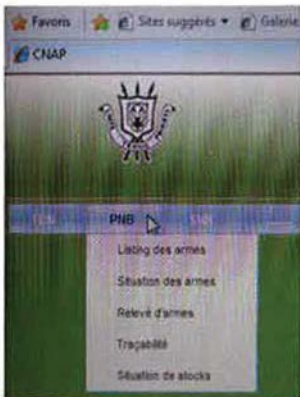 Favoris
Sites suggérés
Galerie
CNAP
PNB
Listing des armes
Situation des armes
Relevé d'armes
Traçabilité
Situation de stocks